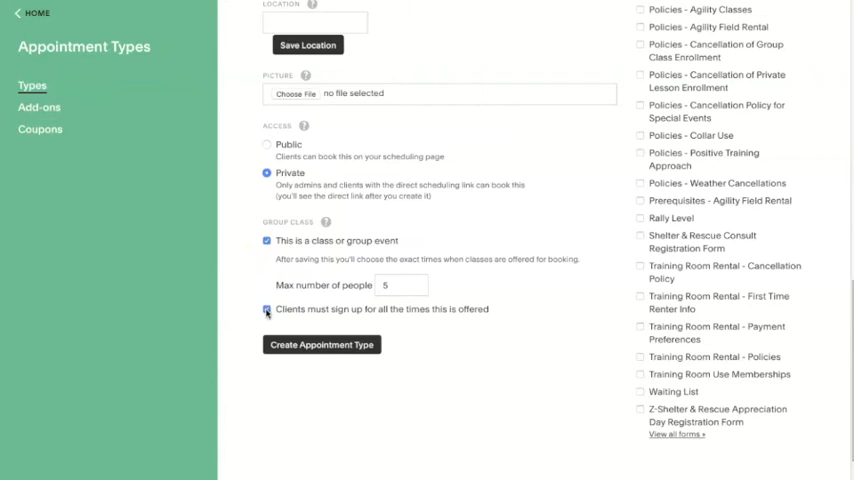 HOME
Appointment Types
Types
Add-ons
Coupons
LOCATION ?
Save Location
PICTURE ?
Choose File no file selected
ACCESS ?
Public
Clients can book this on your scheduling page
Private
Only admins and clients with the direct scheduling link can book this
(you'll see the direct link after you create it)
GROUP CLASS ?
This is a class or group event
After saving this you'll choose the exact times when classes are offered for booking.
Max number of people 5
Clients must sign up for all the times this is offered
Create Appointment Type
Policies - Agility Classes
Policies - Agility Field Rental
Policies - Cancellation of Group
Class Enrollment
Policies - Cancellation of Private
Lesson Enrollment
Policies - Cancellation Policy for
Special Events
Policies - Collar Use
Policies - Positive Training
Approach
Policies - Weather Cancellations
Prerequisites - Agility Field Rental
Rally Level
Shelter & Rescue Consult
Registration Form
Training Room Rental - Cancellation
Policy
Training Room Rental - First Time
Renter Info
Training Room Rental - Payment
Preferences
Training Room Rental - Policies
Training Room Use Memberships
Waiting List
Z-Shelter & Rescue Appreciation
Day Registration Form
View all forms »